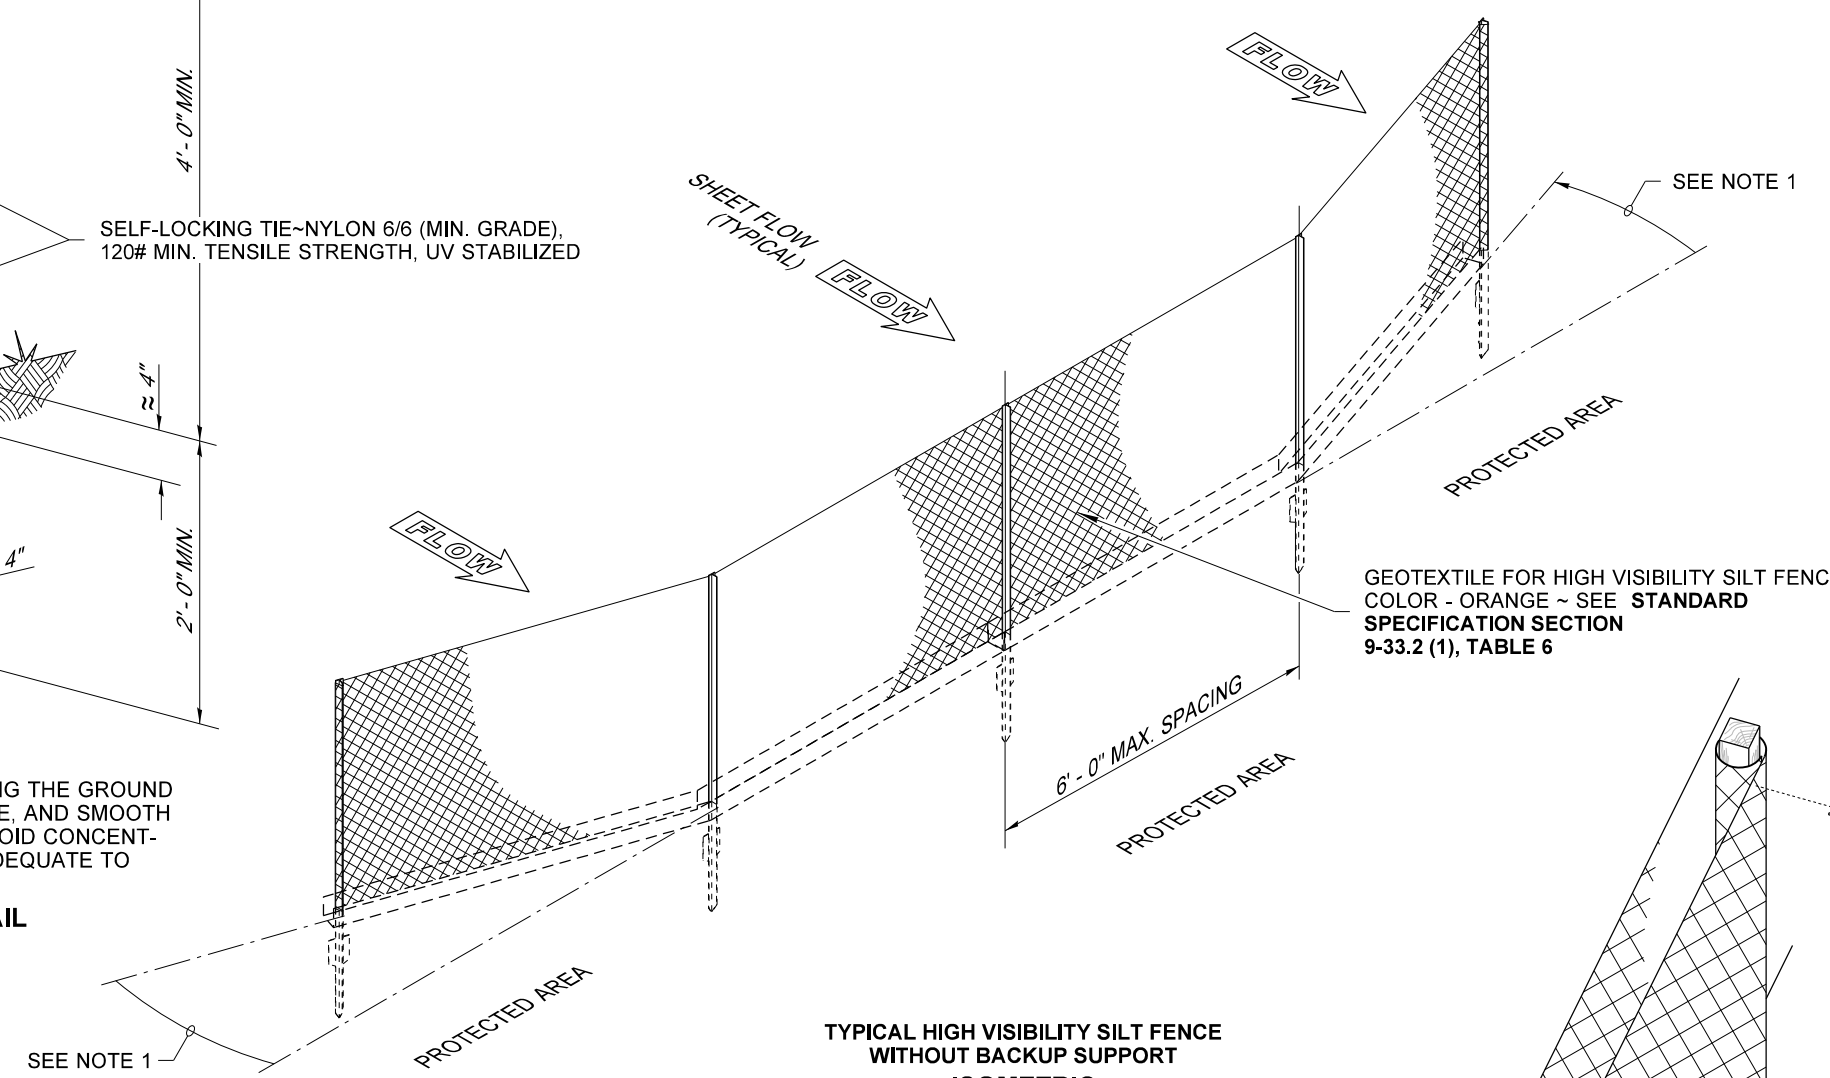 4' - 0" MIN.
FLOW
SHEET FLOW
(TYPICAL)
FLOW
SEE NOTE 1
SELF-LOCKING TIE~NYLON 6/6 (MIN. GRADE),
120# MIN. TENSILE STRENGTH, UV STABILIZED
≈ 4"
PROTECTED AREA
4"
2' - 0" MIN.
FLOW
GEOTEXTILE FOR HIGH VISIBILITY SILT FENC
COLOR - ORANGE ~ SEE STANDARD
SPECIFICATION SECTION
9-33.2 (1), TABLE 6
6' - 0" MAX. SPACING
PROTECTED AREA
NG THE GROUND
E, AND SMOOTH
OID CONCENT-
DEQUATE TO
AIL
PROTECTED AREA
SEE NOTE 1
TYPICAL HIGH VISIBILITY SILT FENCE
WITHOUT BACKUP SUPPORT